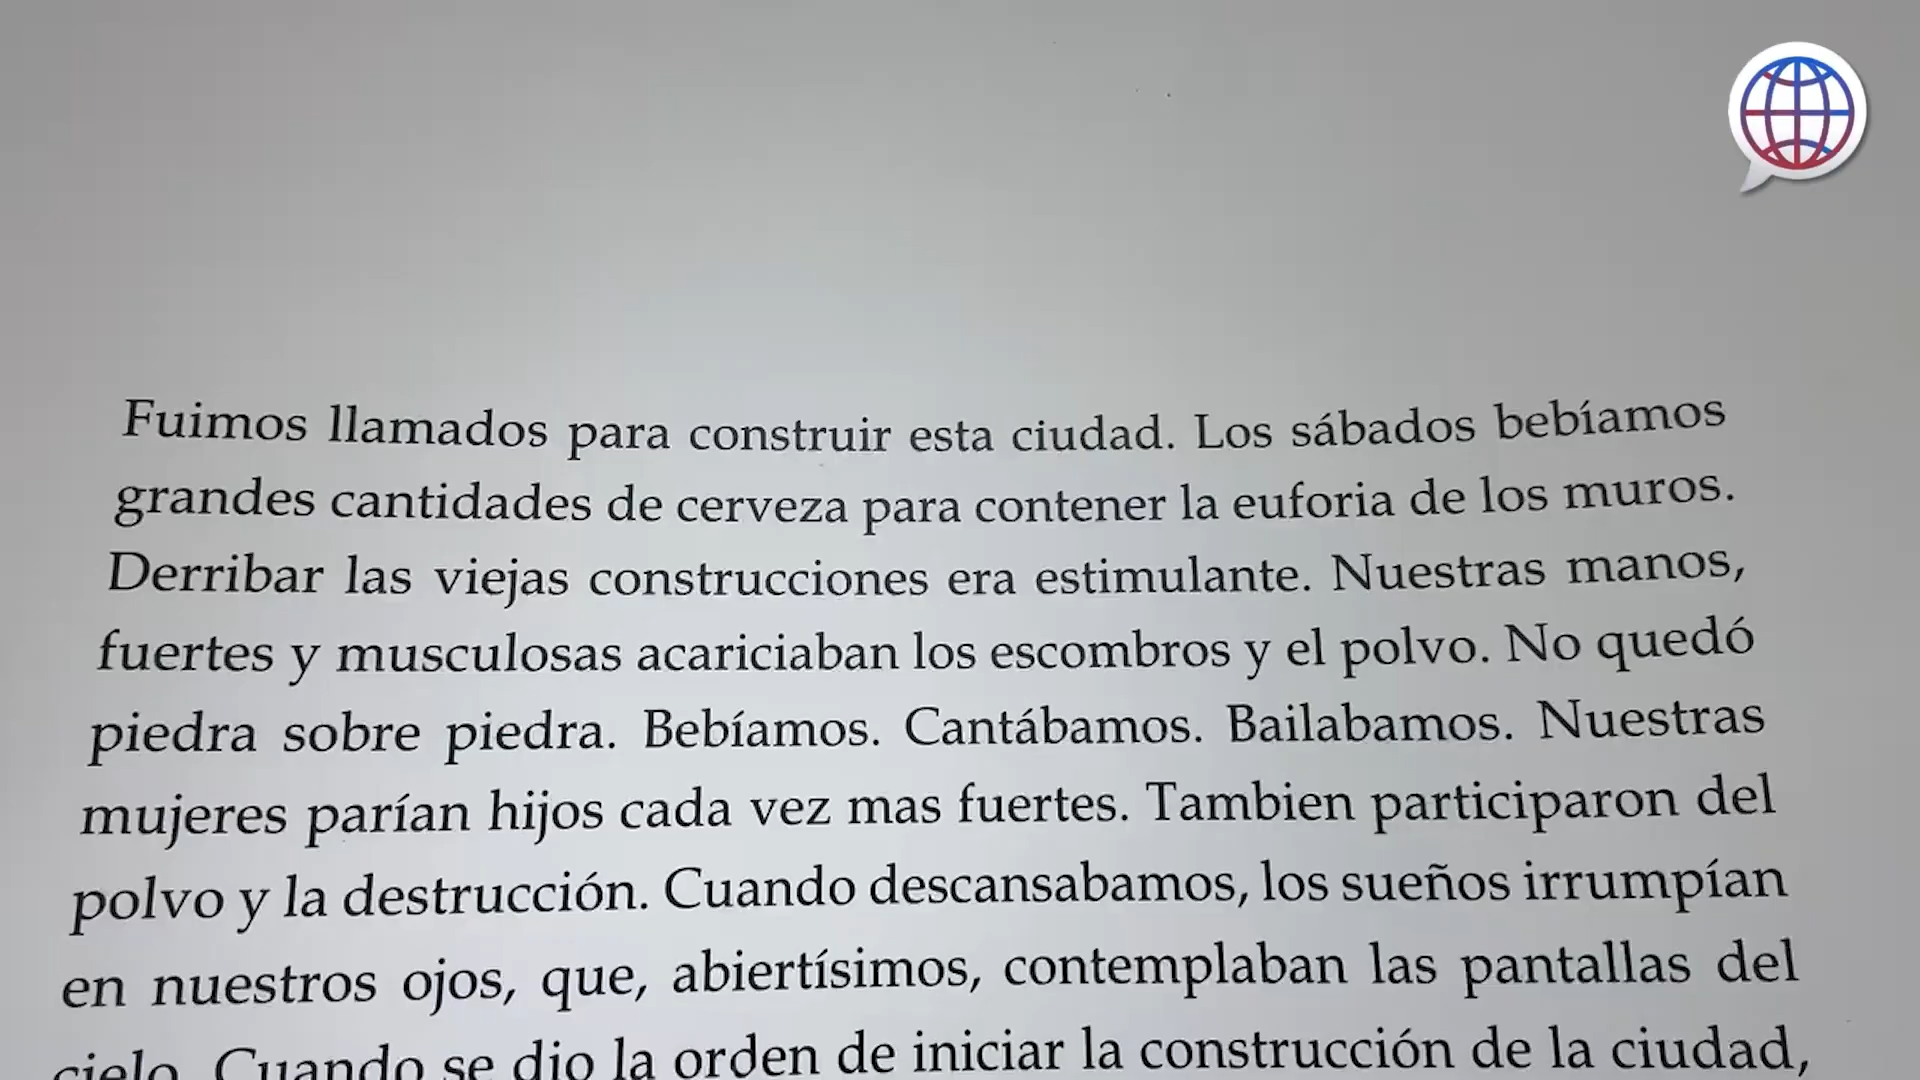 Fuimos llamados para construir esta ciudad. Los sábados bebíamos
grandes cantidades de cerveza para contener la euforia de los muros.
Derribar las viejas construcciones era estimulante. Nuestras manos,
fuertes y musculosas acariciaban los escombros y el polvo. No quedó
piedra sobre piedra. Bebíamos. Cantábamos. Bailabamos. Nuestras
mujeres parían hijos cada vez mas fuertes. Tambien participaron del
polvo y la destrucción. Cuando descansabamos, los sueños irrumpían
en nuestros ojos, que, abiertísimos, contemplaban las pantallas del
cielo. Cuando se dio la orden de iniciar la construcción de la ciudad,